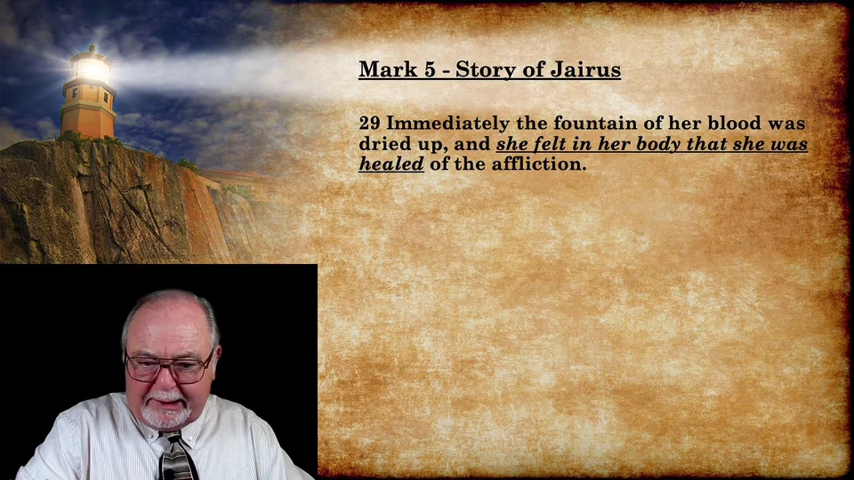 Mark 5 - Story of Jairus
29 Immediately the fountain of her blood was
dried up, and she felt in her body that she was
healed of the affliction.